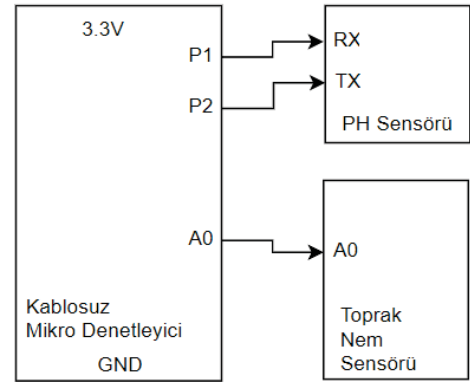 3.3V
P1
P2
A0
Kablosuz
Mikro Denetleyici
GND
RX
TX
PH Sensörü
A0
Toprak
Nem
Sensörü